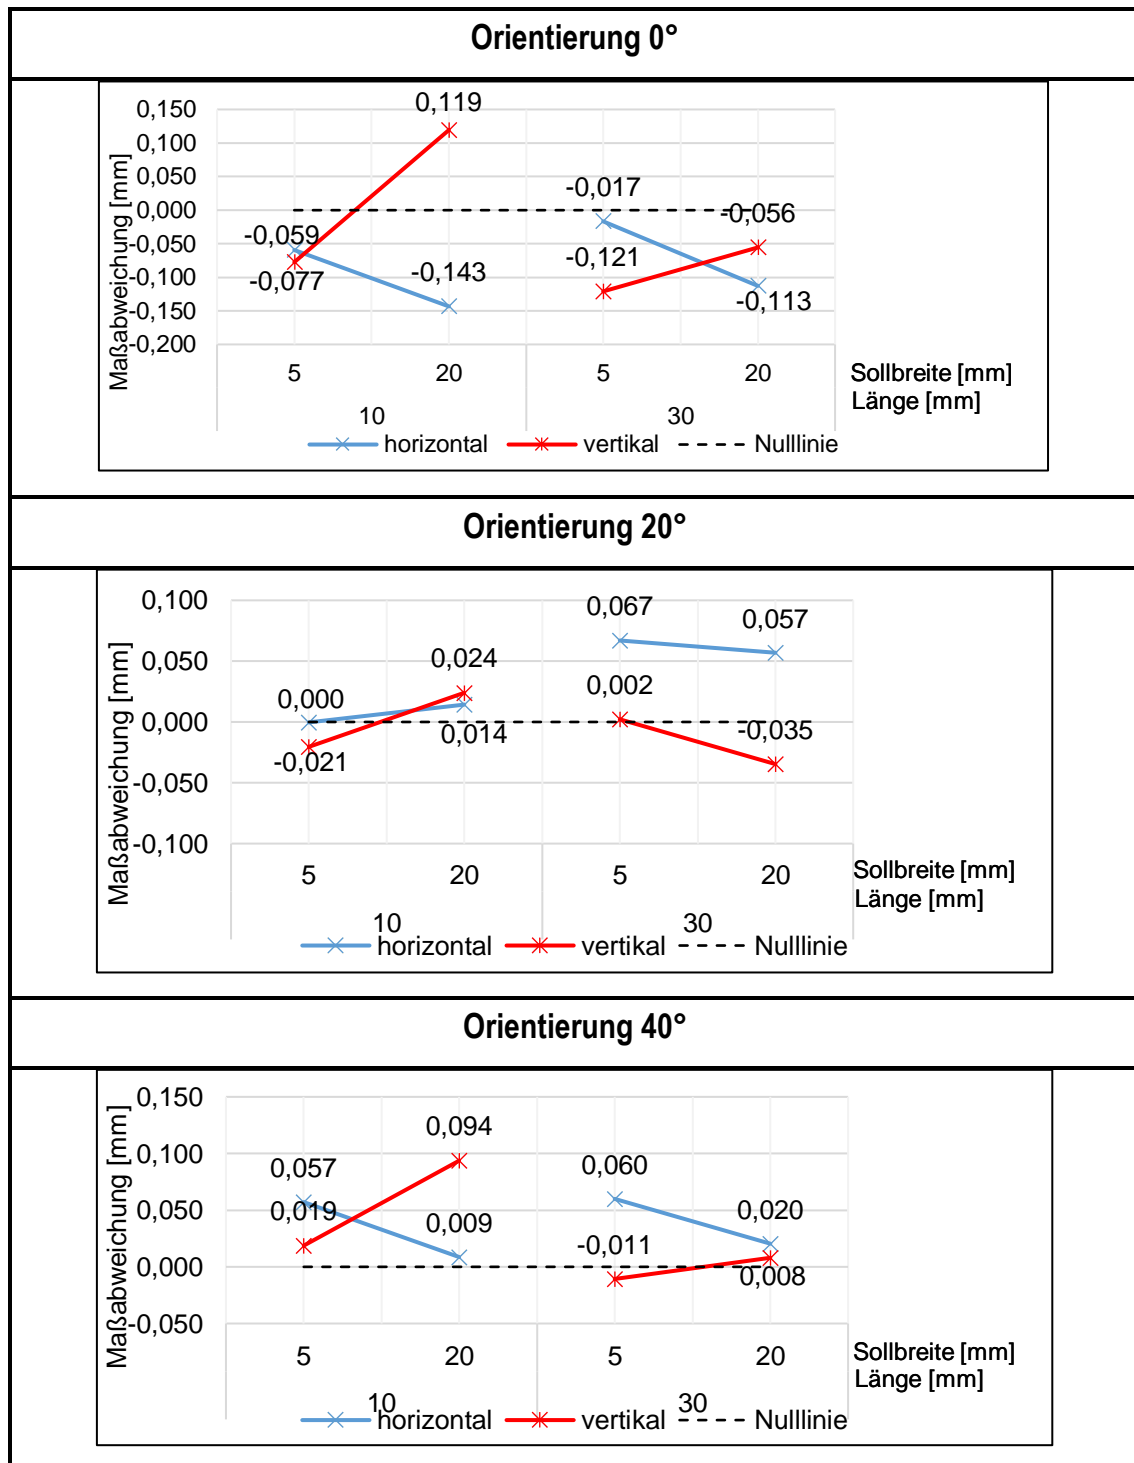 Orientierung 0°
Maßabweichung [mm]
0,150
0,100
0,050
0,000
-0,050
-0,100
-0,150
-0,200
0,119
-0,059
-0,077
-0,143
-0,017
-0,121
-0,056
-0,113
5 20 5 20 Sollbreite [mm]
10 30 Länge [mm]
horizontal vertikal Nulllinie
Orientierung 20°
Maßabweichung [mm]
0,100
0,050
0,000
-0,050
-0,100
0,000
-0,021
0,024
0,014
0,067
0,057
0,002
-0,035
5 20 5 20 Sollbreite [mm]
10 30 Länge [mm]
horizontal vertikal Nulllinie
Orientierung 40°
Maßabweichung [mm]
0,150
0,100
0,050
0,000
-0,050
0,057
0,019
0,094
0,009
0,060
-0,011
0,020
0,008
5 20 5 20 Sollbreite [mm]
10 30 Länge [mm]
horizontal vertikal Nulllinie